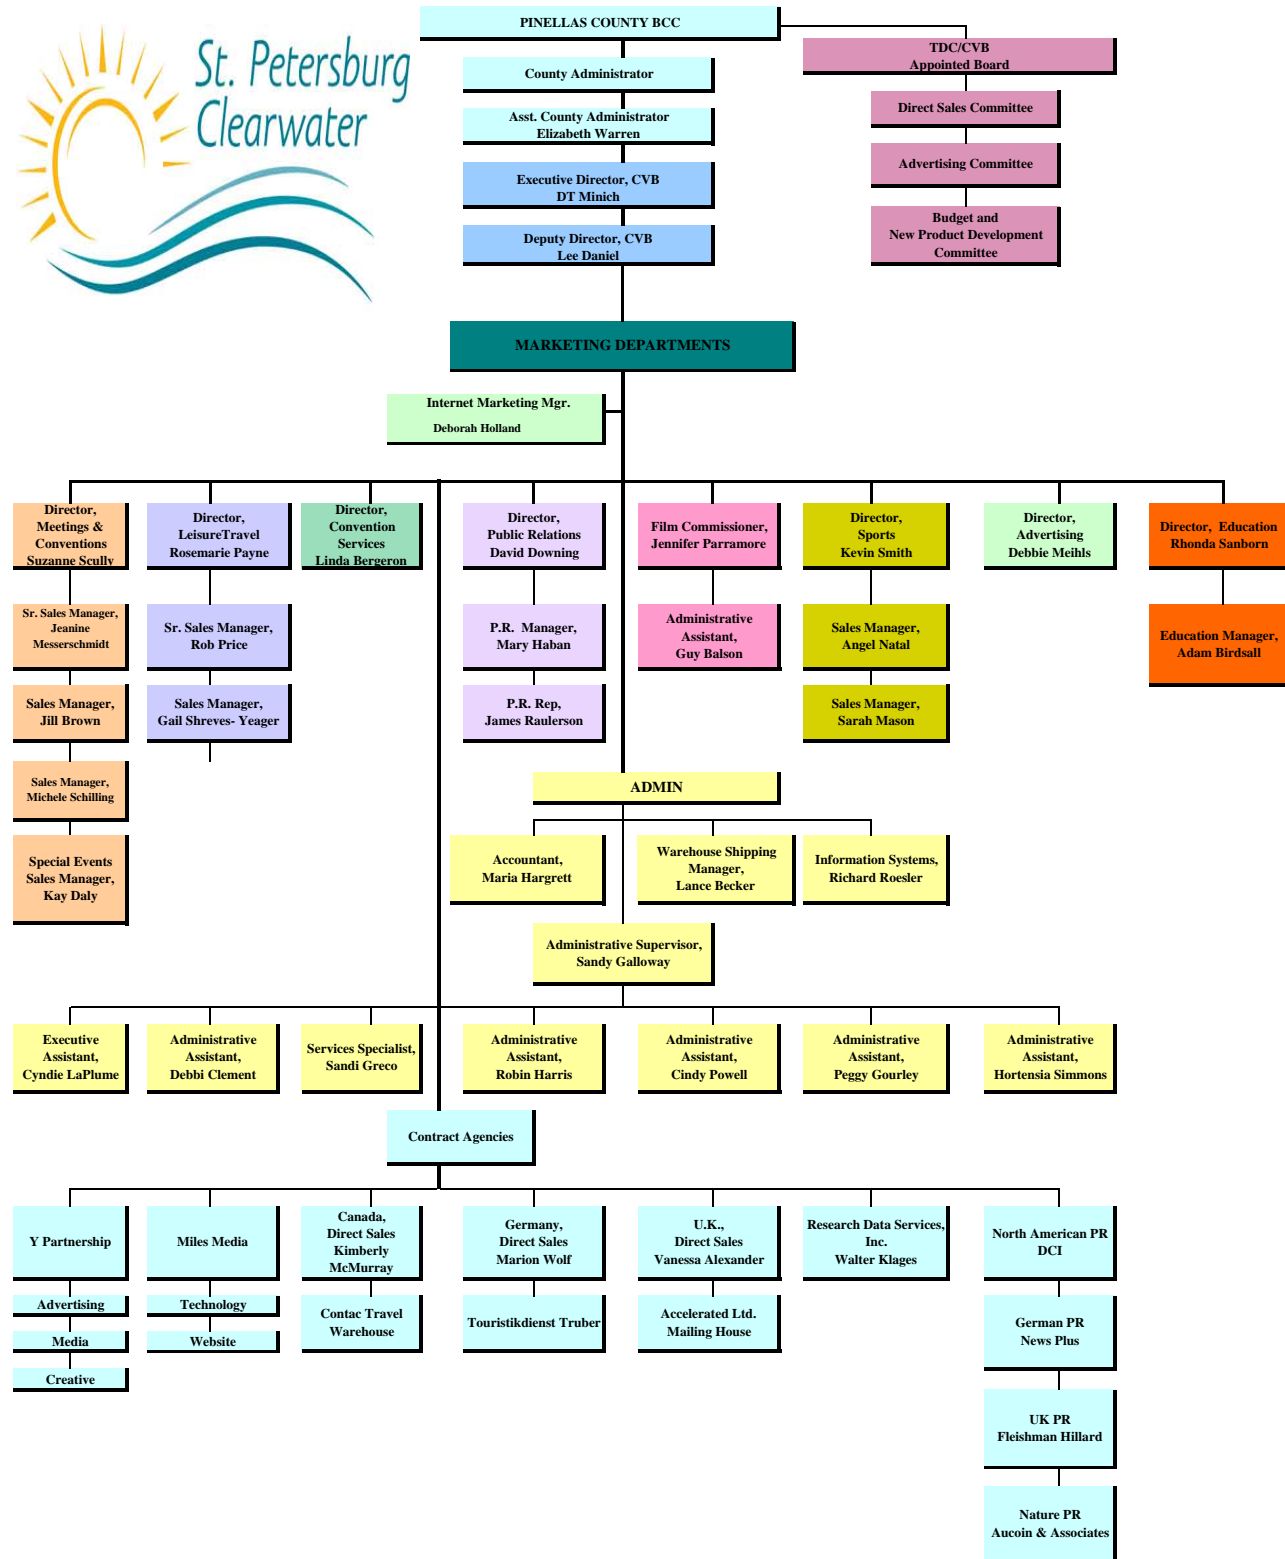 St. Petersburg
Clearwater
PINELLAS COUNTY BCC
TDC/CVB
Appointed Board
County Administrator
Direct Sales Committee
Asst. County Administrator
Elizabeth Warren
Advertising Committee
Executive Director, CVB
DT Minich
Budget and
New Product Development
Committee
Deputy Director, CVB
Lee Daniel
MARKETING DEPARTMENTS
Internet Marketing Mgr.
Deborah Holland
Director,
Meetings &
Conventions
Suzanne Scully
Director,
LeisureTravel
Rosemarie Payne
Director,
Convention
Services
Linda Bergeron
Director,
Public Relations
David Downing
Film Commissioner,
Jennifer Parramore
Director,
Sports
Kevin Smith
Director,
Advertising
Debbie Meihls
Director, Education
Rhonda Sanborn
Sr. Sales Manager,
Jeanine
Messerschmidt
Sr. Sales Manager,
Rob Price
P.R. Manager,
Mary Haban
Administrative
Assistant,
Guy Balson
Sales Manager,
Angel Natal
Education Manager,
Adam Birdsall
Sales Manager,
Jill Brown
Sales Manager,
Gail Shreves- Yeager
P.R. Rep,
James Raulerson
Sales Manager,
Sarah Mason
Sales Manager,
Michele Schilling
ADMIN
Special Events
Sales Manager,
Kay Daly
Accountant,
Maria Hargrett
Warehouse Shipping
Manager,
Lance Becker
Information Systems,
Richard Roesler
Administrative Supervisor,
Sandy Galloway
Executive
Assistant,
Cyndie LaPlume
Administrative
Assistant,
Debbi Clement
Services Specialist,
Sandi Greco
Administrative
Assistant,
Robin Harris
Administrative
Assistant,
Cindy Powell
Administrative
Assistant,
Peggy Gourley
Administrative
Assistant,
Hortensia Simmons
Contract Agencies
Y Partnership
Miles Media
Canada,
Direct Sales
Kimberly
McMurray
Germany,
Direct Sales
Marion Wolf
U.K.,
Direct Sales
Vanessa Alexander
Research Data Services,
Inc.
Walter Klages
North American PR
DCI
Advertising
Technology
Contac Travel
Warehouse
Touristikdienst Truber
Accelerated Ltd.
Mailing House
German PR
News Plus
Media
Website
Creative
UK PR
Fleishman Hillard
Nature PR
Aucoin & Associates